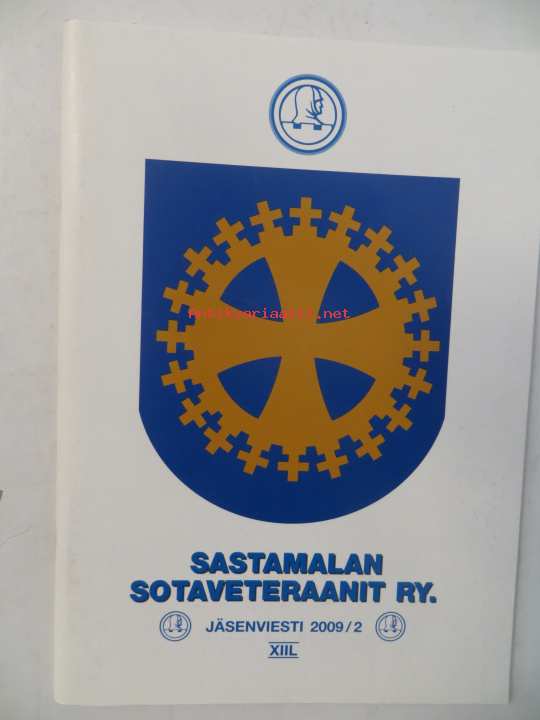 antikvariaatti.net
SASTAMALAN
SOTAVETERAANIT RY.
JÄSENVIESTI 2009/2
XIIL